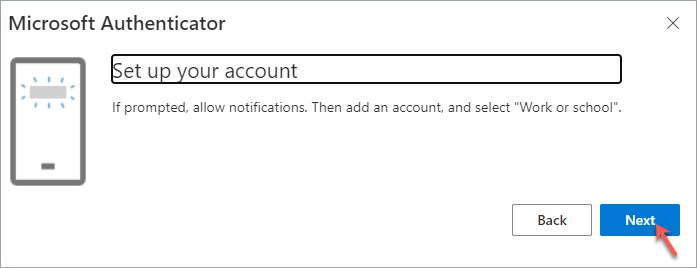 Microsoft Authenticator
Set up your account
If prompted, allow notifications. Then add an account, and select "Work or school".
Back
Next